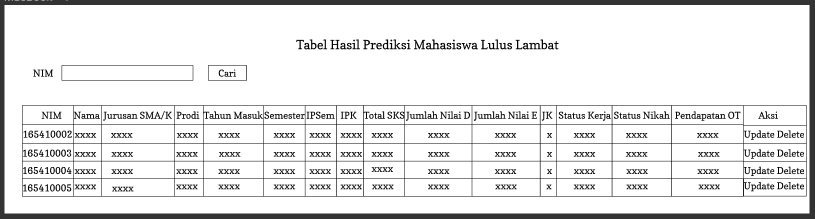 Tabel Hasil Prediksi Mahasiswa Lulus Lambat
NIM Cari
NIM Nama Jurusan SMA/K Prodi Tahun Masuk Semester IPSem IPK Total SKS Jumlah Nilai D Jumlah Nilai E JK Status Kerja Status Nikah Pendapatan OT Aksi
165410002 xxxx xxxx xxxx xxxx xxxx xxxx xxxx xxxx xxxx xxxx x xxxx xxxx xxxx Update Delete
165410003 xxxx xxxx xxxx xxxx xxxx xxxx xxxx xxxx xxxx xxxx x xxxx xxxx xxxx Update Delete
165410004 xxxx xxxx xxxx xxxx xxxx xxxx xxxx xxxx xxxx xxxx x xxxx xxxx xxxx Update Delete
165410005 xxxx xxxx xxxx xxxx xxxx xxxx xxxx xxxx xxxx xxxx x xxxx xxxx xxxx Update Delete